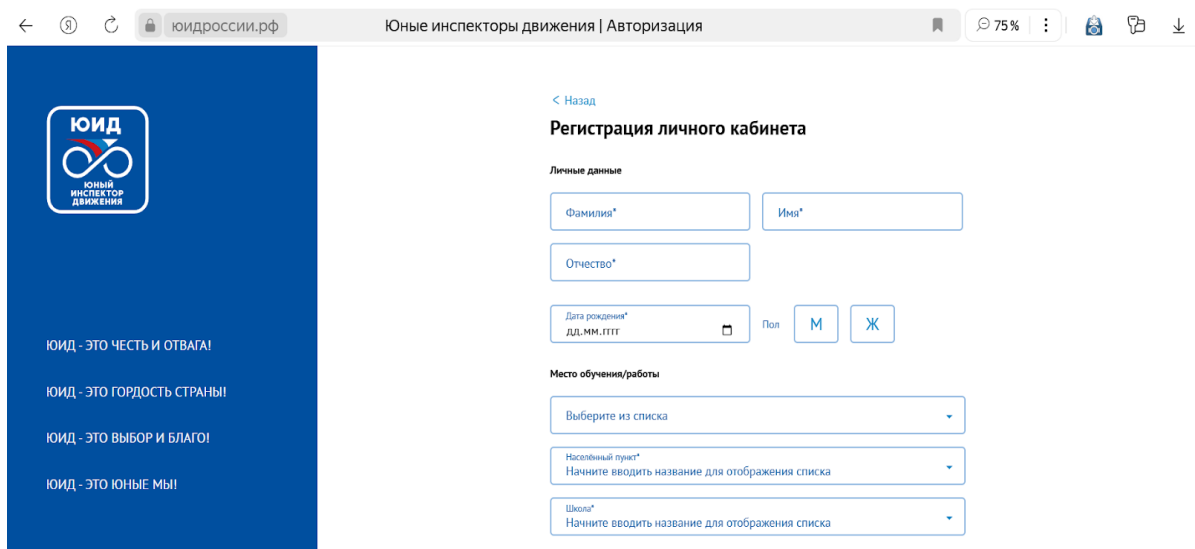 юидроссии.рф
Юные инспекторы движения | Авторизация
75 %
ЮИД
ЮНЫЙ
ИНСПЕКТОР
ДВИЖЕНИЯ
ЮИД - ЭТО ЧЕСТЬ И ОТВАГА!
ЮИД - ЭТО ГОРДОСТЬ СТРАНЫ!
ЮИД - ЭТО ВЫБОР И БЛАГО!
ЮИД - ЭТО ЮНЫЕ МЫ!
< Назад
Регистрация личного кабинета
Личные данные
Фамилия*
Имя*
Отчество*
Дата рождения*
дд.мм.гггг
Пол
М
Ж
Место обучения/работы
Выберите из списка
Населённый пункт*
Начните вводить название для отображения списка
Школа*
Начните вводить название для отображения списка